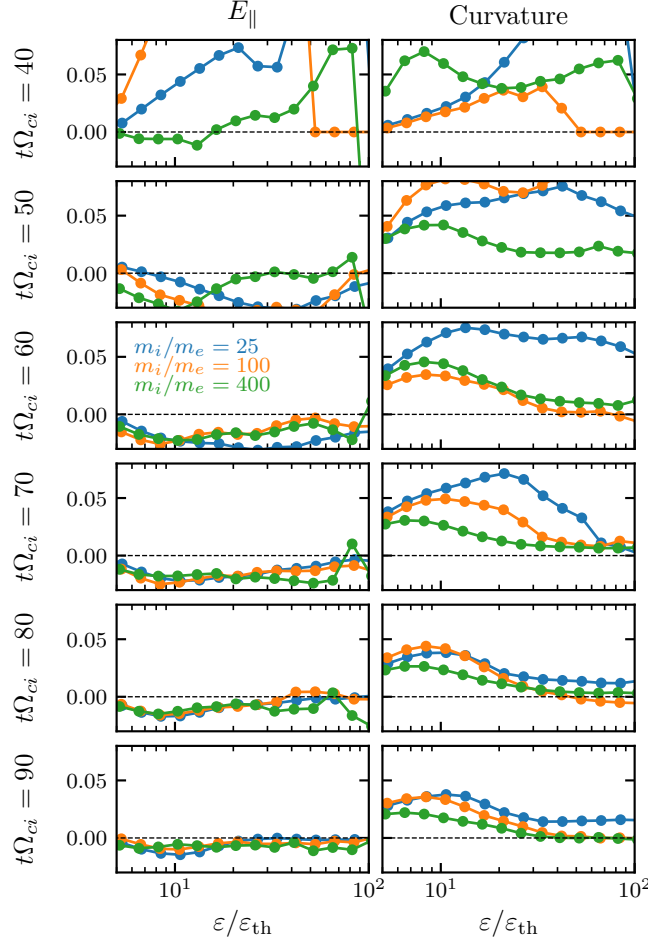 E∥ Curvature
tΩci = 40
0.05
0.00
tΩci = 50
0.05
0.00
tΩci = 60
0.05
0.00
mi/me = 25
mi/me = 100
mi/me = 400
tΩci = 70
0.05
0.00
tΩci = 80
0.05
0.00
tΩci = 90
0.05
0.00
10¹ 10² 10¹ 10²
ε/εth ε/εth